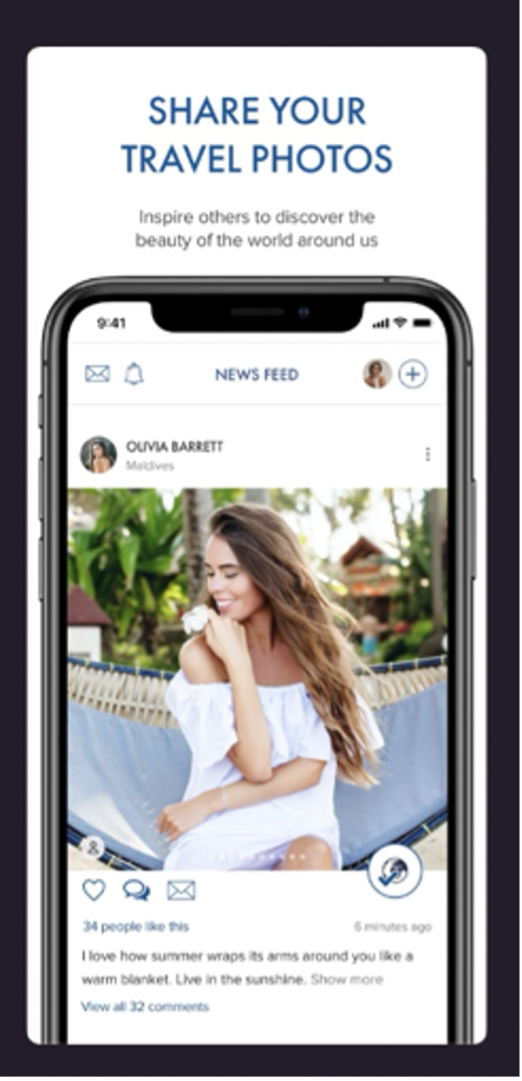 SHARE YOUR
TRAVEL PHOTOS
Inspire others to discover the
beauty of the world around us
9:41
NEWS FEED
OLIVIA BARRETT
Maldives
34 people like this
6 minutes ago
I love how summer wraps its arms around you like a
warm blanket. Live in the sunshine. Show more
View all 32 comments